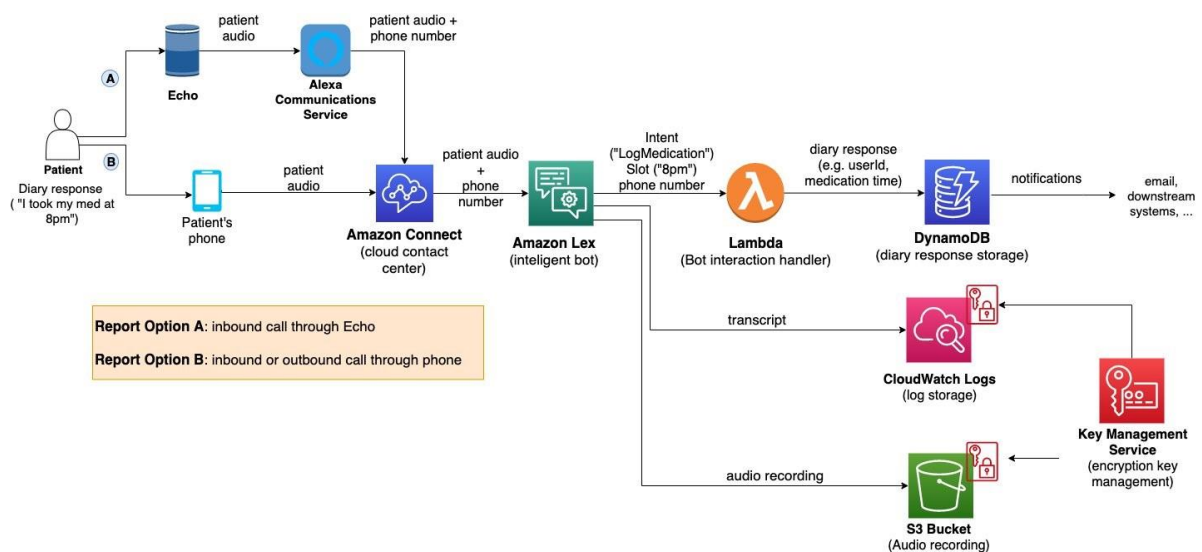 patient
audio
patient audio +
phone number
A
Echo
Alexa
Communications
Service
B
Patient
Diary response
( "I took my med at
8pm")
Patient's
phone
patient
audio
Amazon Connect
(cloud contact
center)
patient audio
+
phone
number
Amazon Lex
(inteligent bot)
Intent
("LogMedication")
Slot ("8pm")
phone number
Lambda
(Bot interaction handler)
diary response
(e.g. userId,
medication time)
DynamoDB
(diary response storage)
notifications
email,
downstream
systems, ...
Report Option A: inbound call through Echo
Report Option B: inbound or outbound call through phone
transcript
CloudWatch Logs
(log storage)
Key Management
Service
(encryption key
management)
audio recording
S3 Bucket
(Audio recording)